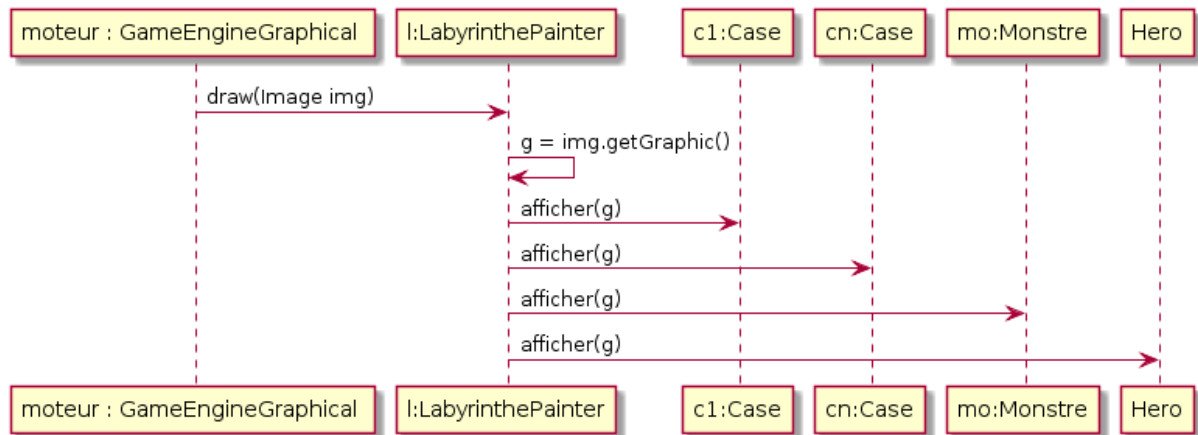 moteur : GameEngineGraphical l:LabyrinthePainter c1:Case cn:Case mo:Monstre Hero
draw(Image img)
g = img.getGraphic()
afficher(g)
afficher(g)
afficher(g)
afficher(g)
moteur : GameEngineGraphical l:LabyrinthePainter c1:Case cn:Case mo:Monstre Hero